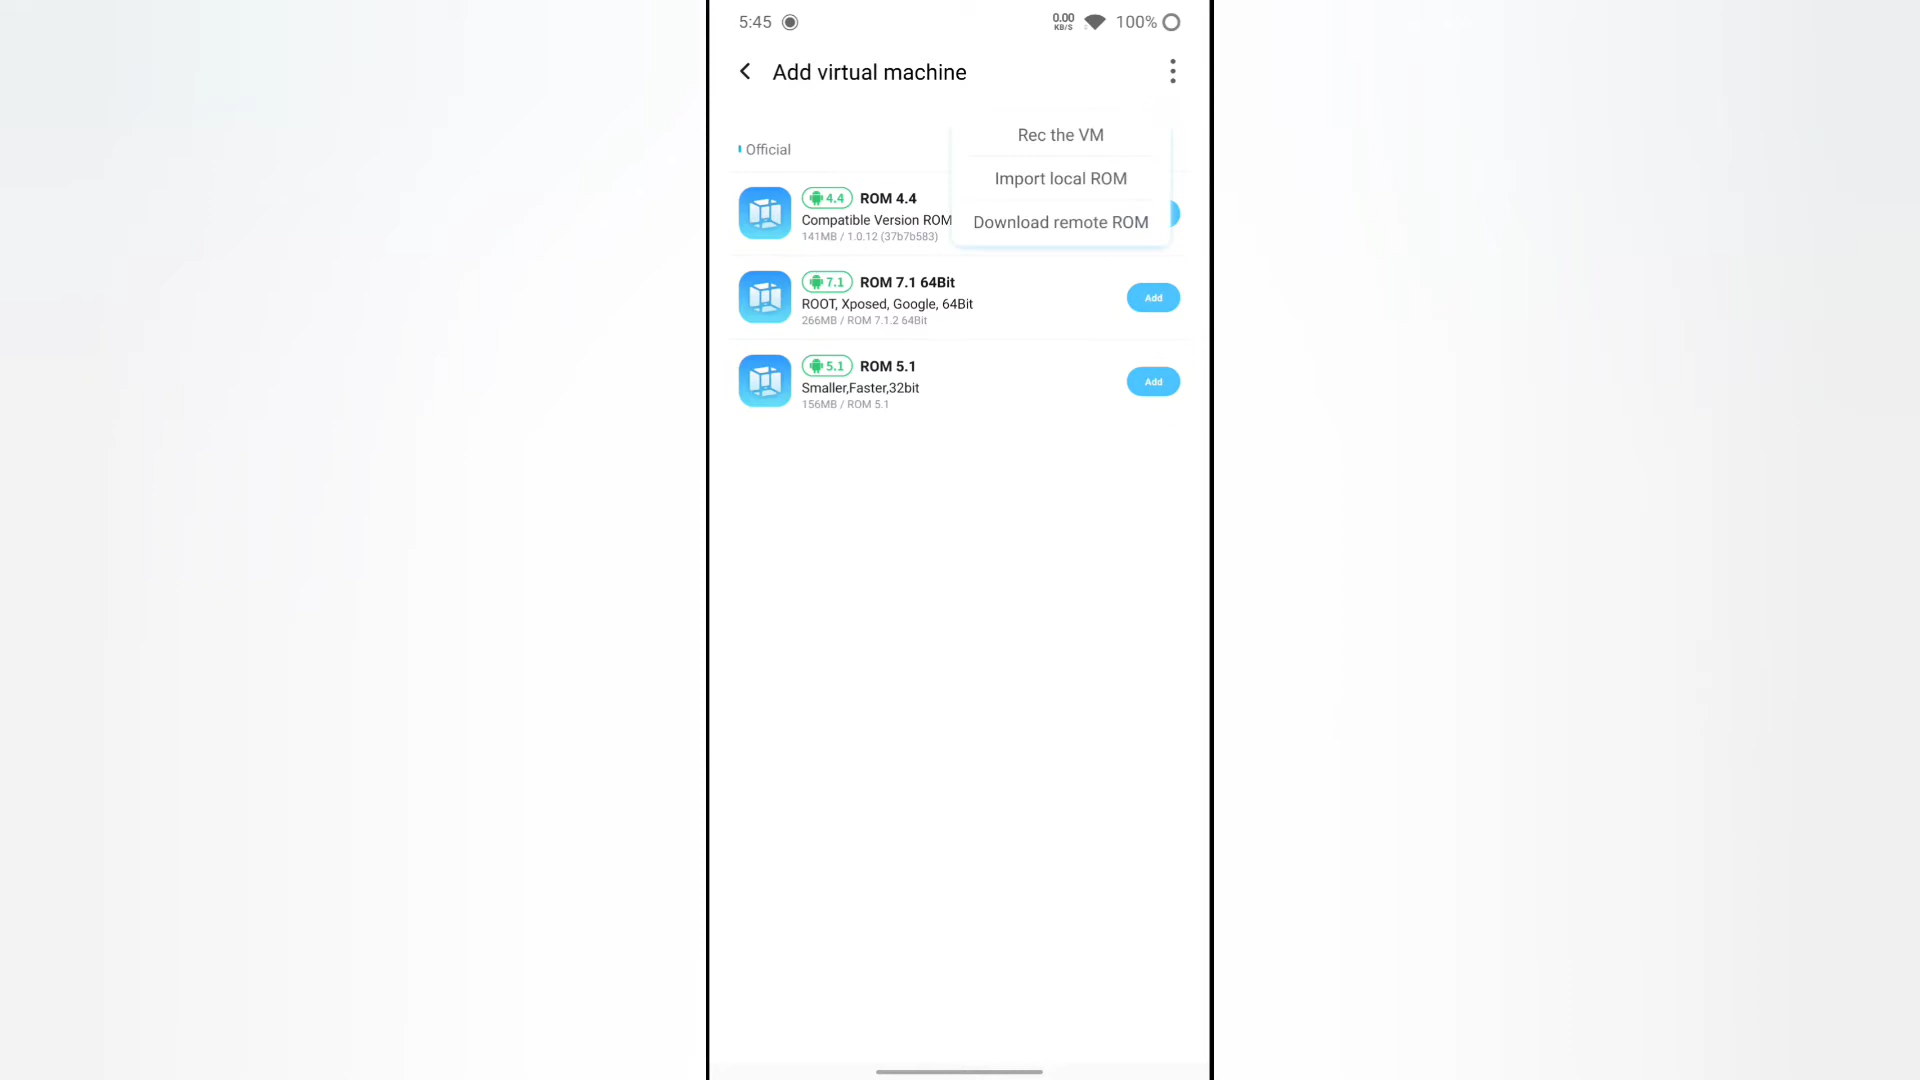 5:45
0.00
KB/S
100%
Add virtual machine
Rec the VM
Import local ROM
Download remote ROM
Official
4.4 ROM 4.4
Compatible Version ROM
141MB / 1.0.12 (37b7b583)
7.1 ROM 7.1 64Bit
ROOT, Xposed, Google, 64Bit
266MB / ROM 7.1.2 64Bit
Add
5.1 ROM 5.1
Smaller,Faster,32bit
156MB / ROM 5.1
Add